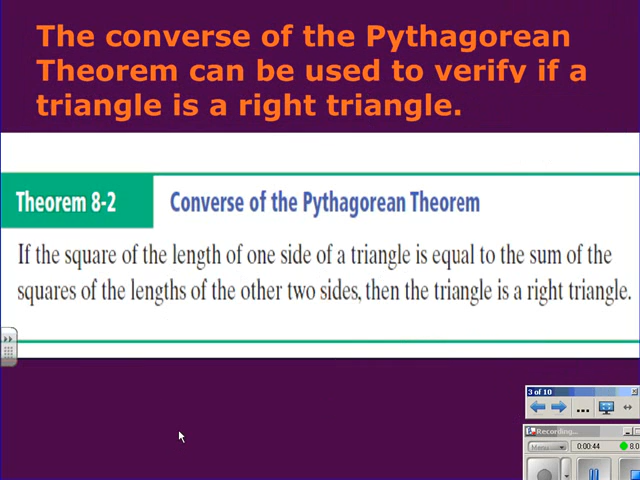 The converse of the Pythagorean
Theorem can be used to verify if a
triangle is a right triangle.
Theorem 8-2
Converse of the Pythagorean Theorem
If the square of the length of one side of a triangle is equal to the sum of the
squares of the lengths of the other two sides, then the triangle is a right triangle.
3 of 10
...
Recording...
Menu
0:00:44
8.0